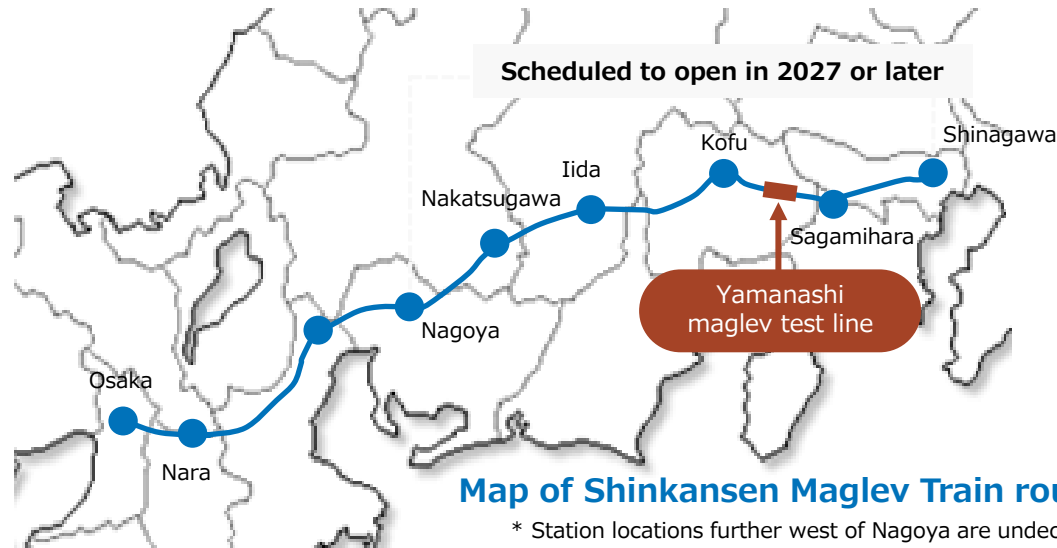 Scheduled to open in 2027 or later
Shinagawa
Kofu
Iida
Nakatsugawa
Sagamihara
Yamanashi
maglev test line
Nagoya
Osaka
Nara
Map of Shinkansen Maglev Train rou
* Station locations further west of Nagoya are undec